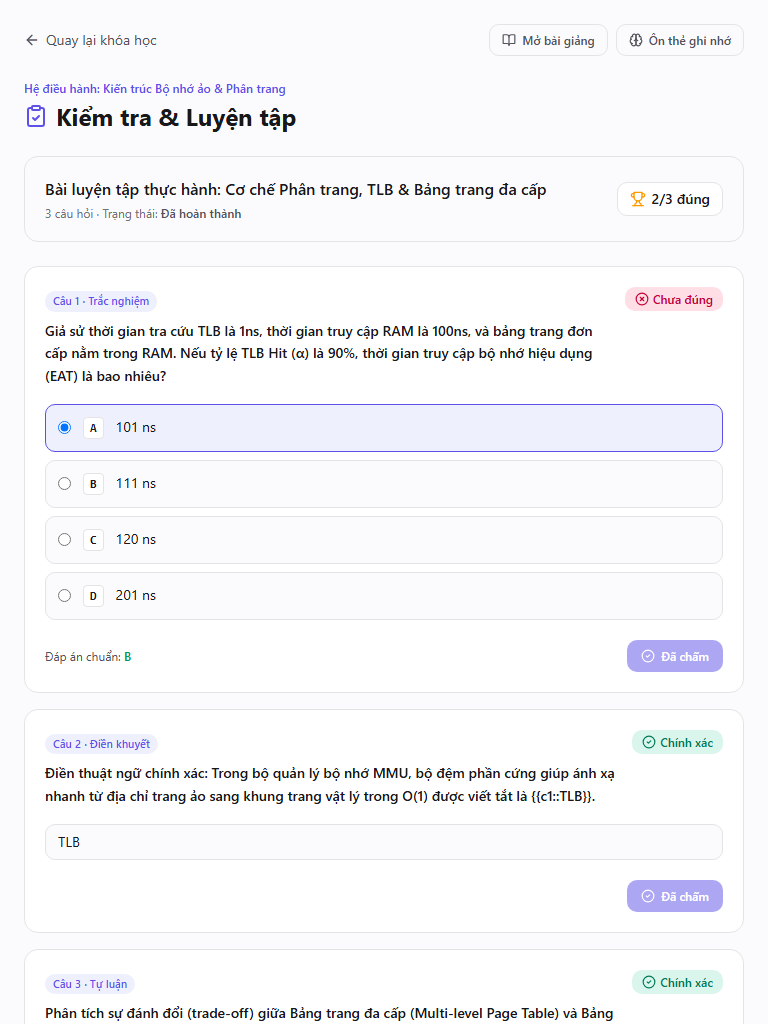 Quay lại khóa học
Mở bài giảng
Ôn thẻ ghi nhớ
Hệ điều hành: Kiến trúc Bộ nhớ ảo & Phân trang
Kiểm tra & Luyện tập
Bài luyện tập thực hành: Cơ chế Phân trang, TLB & Bảng trang đa cấp
3 câu hỏi · Trạng thái: Đã hoàn thành
2/3 đúng
Câu 1 · Trắc nghiệm
Chưa đúng
Giả sử thời gian tra cứu TLB là 1ns, thời gian truy cập RAM là 100ns, và bảng trang đơn
cấp nằm trong RAM. Nếu tỷ lệ TLB Hit (α) là 90%, thời gian truy cập bộ nhớ hiệu dụng
(EAT) là bao nhiêu?
A 101 ns
B 111 ns
C 120 ns
D 201 ns
Đáp án chuẩn: B
Đã chấm
Câu 2 · Điền khuyết
Chính xác
Điền thuật ngữ chính xác: Trong bộ quản lý bộ nhớ MMU, bộ đệm phần cứng giúp ánh xạ
nhanh từ địa chỉ trang ảo sang khung trang vật lý trong O(1) được viết tắt là {{c1::TLB}}.
TLB
Đã chấm
Câu 3 · Tự luận
Chính xác
Phân tích sự đánh đổi (trade-off) giữa Bảng trang đa cấp (Multi-level Page Table) và Bảng